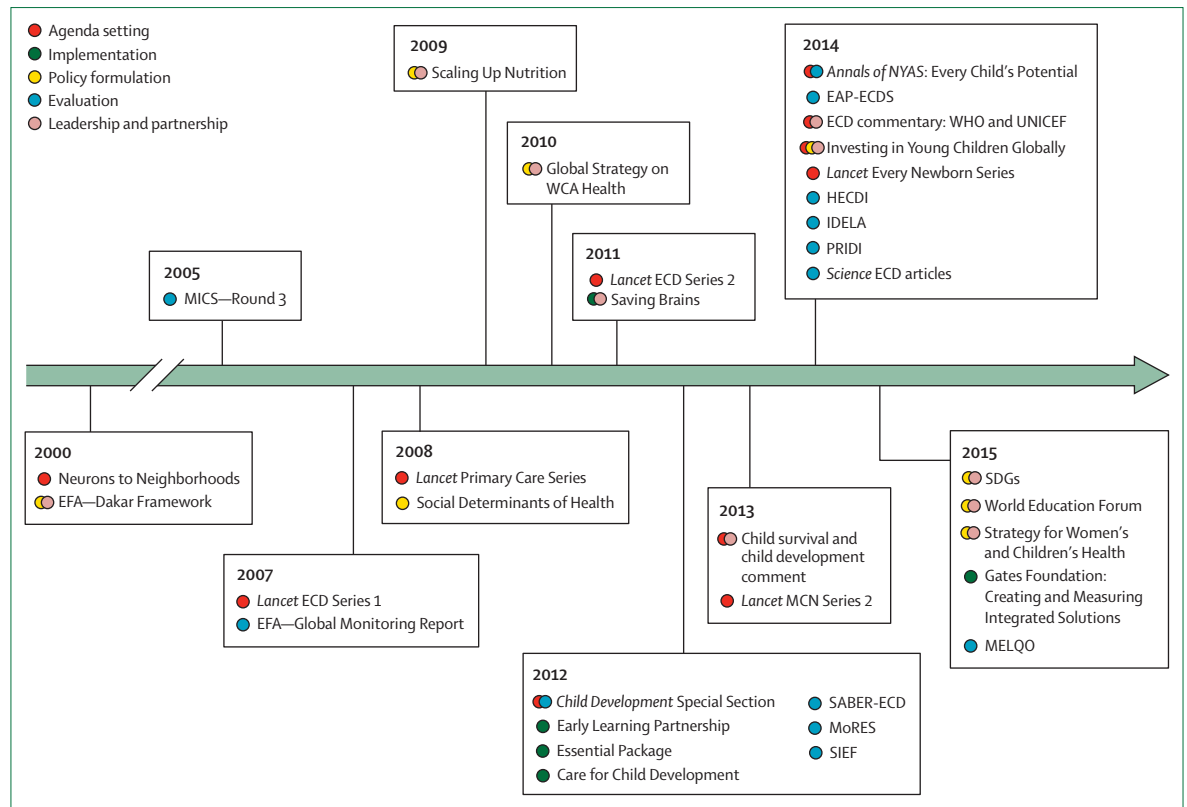 Agenda setting
Implementation
Policy formulation
Evaluation
Leadership and partnership
2009
Scaling Up Nutrition
2010
Global Strategy on
WCA Health
2011
Lancet ECD Series 2
Saving Brains
2014
Annals of NYAS: Every Child's Potential
EAP-ECDS
ECD commentary: WHO and UNICEF
Investing in Young Children Globally
Lancet Every Newborn Series
HECDI
IDELA
PRIDI
Science ECD articles
2005
MICS—Round 3
2000
Neurons to Neighborhoods
EFA—Dakar Framework
2007
Lancet ECD Series 1
EFA—Global Monitoring Report
2008
Lancet Primary Care Series
Social Determinants of Health
2012
Child Development Special Section
Early Learning Partnership
Essential Package
Care for Child Development
SABER-ECD
MoRES
SIEF
2013
Child survival and
child development
comment
Lancet MCN Series 2
2015
SDGs
World Education Forum
Strategy for Women's
and Children's Health
Gates Foundation:
Creating and Measuring
Integrated Solutions
MELQO